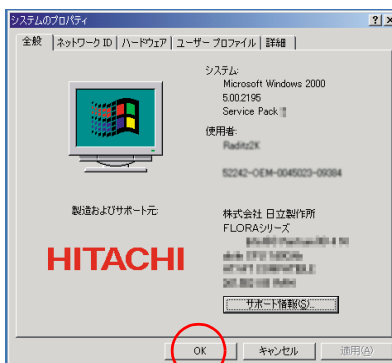 システムのプロパティ
全般 ネットワーク ID ハードウェア ユーザー プロファイル 詳細
システム:
Microsoft Windows 2000
5.00.2195
Service Pack
使用者:
Raditz2K
52242-OEM-0045023-09384
製造およびサポート元:
HITACHI
株式会社 日立製作所
FLORAシリーズ
サポート情報(S)...
OK キャンセル 適用(A)